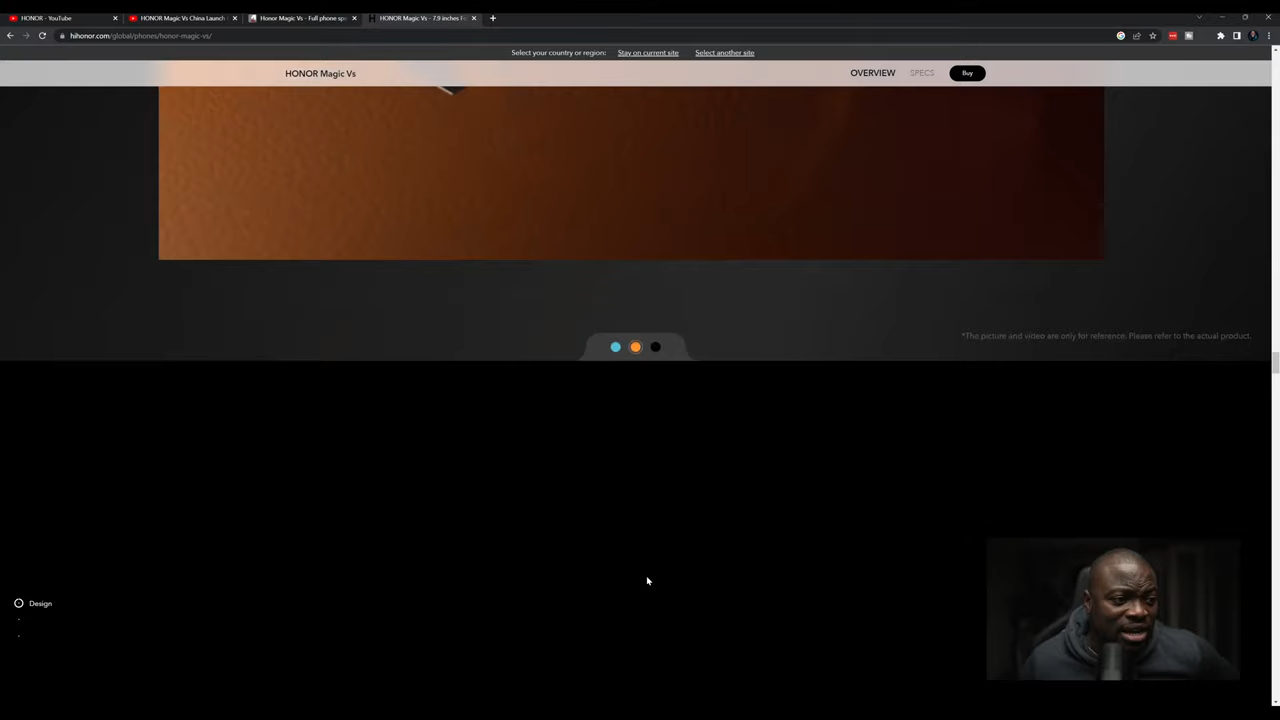 HONOR - YouTube
HONOR Magic Vs China Launch
Honor Magic Vs - Full phone spe
HONOR Magic Vs - 7.9 inches F
hihonor.com/global/phones/honor-magic-vs/
Select your country or region: Stay on current site Select another site
HONOR Magic Vs OVERVIEW SPECS Buy
*The picture and video are only for reference. Please refer to the actual product.
Design